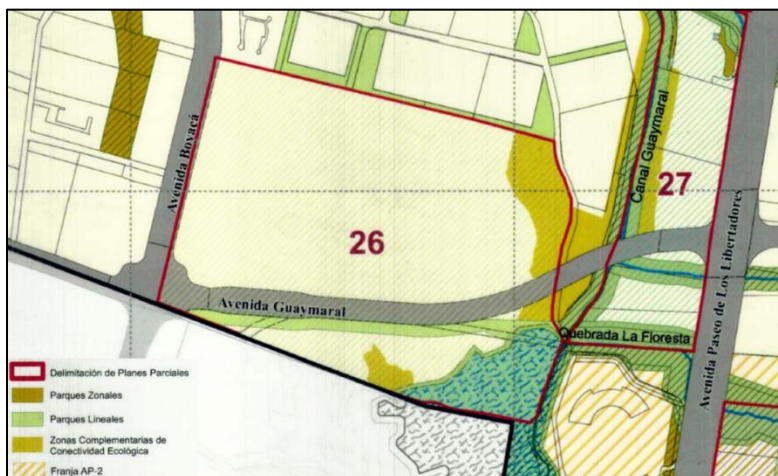 Avenida Boyacá
Canal Guaymaral
27
26
Avenida Guaymaral
Avenida Paseo de Los Libertadores
Quebrada La Floresta
Delimitación de Planes Parciales
Parques Zonales
Parques Lineales
Zonas Complementarias de
Conectividad Ecológica
Franja AP-2